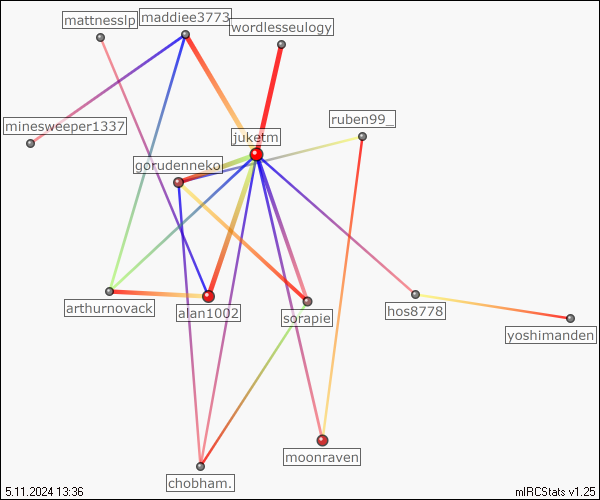 mattnesslp
maddiee3773
wordlesseulogy
ruben99_
minesweeper1337
juketm
gorudenneko
arthurnovack
alan1002
sorapie
hos8778
yoshimanden
moonraven
chobham.
5.11.2024 13:36
mIRCStats v1.25